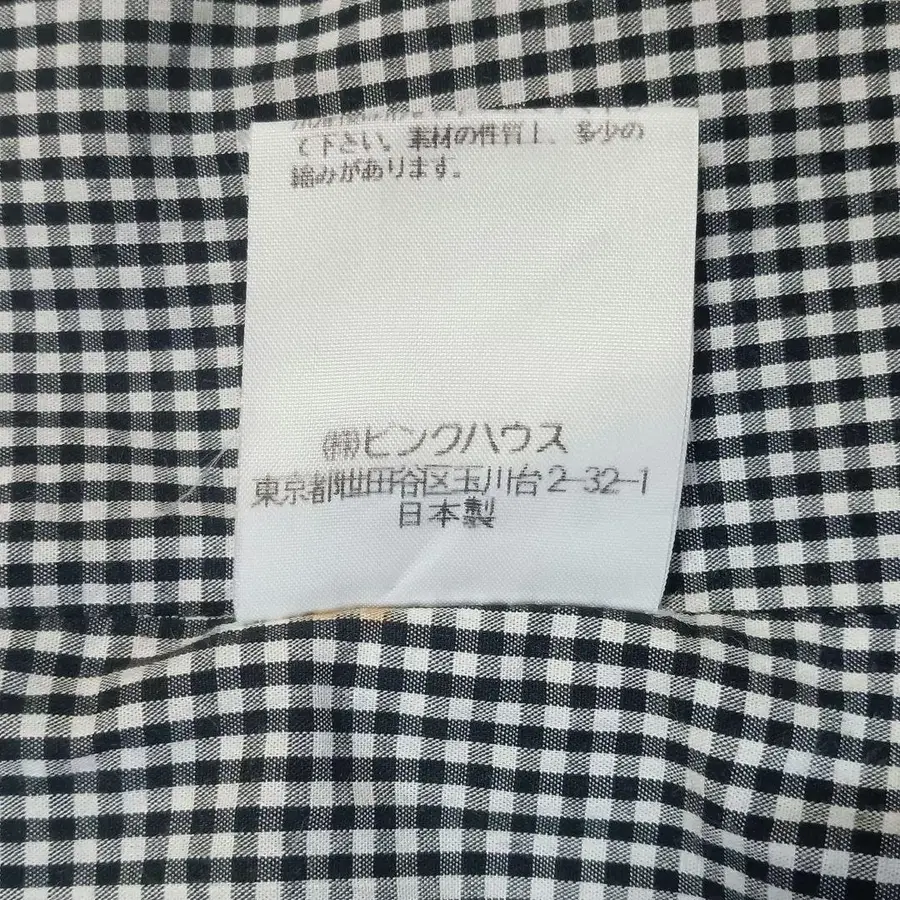 て下さい。素材の性質上、多少の
縮みがあります。
(株)ピンクハウス
東京都世田谷区玉川台2-32-1
日本製